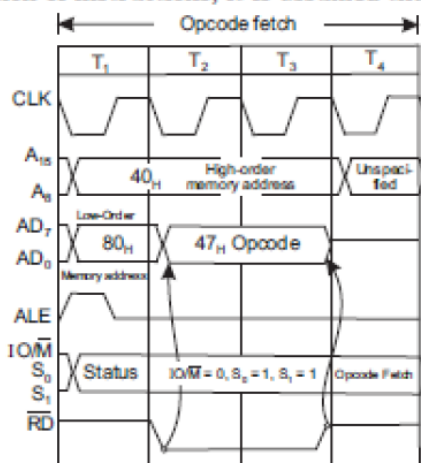 Opcode fetch
T₁ T₂ T₃ T₄
CLK
A₁₅ 40H High-order memory address Unspeci-fied
A₈
Low-Order
AD₇ 80H 47H Opcode
AD₀
Memory address
ALE
IO/M̅
S₀ Status IO/M̅ = 0, S₀ = 1, S₁ = 1 Opcode Fetch
S₁
R̅D̅